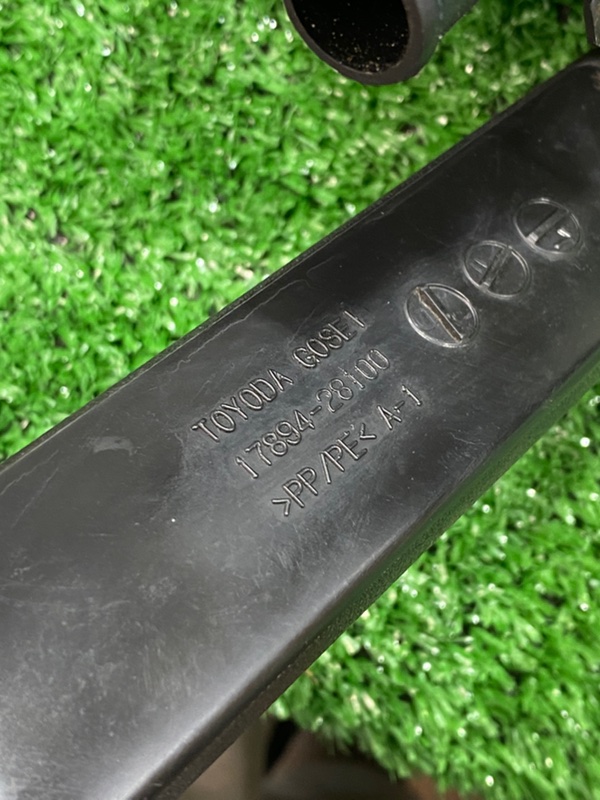 TOYODA GOSEI
17894-28100
>PP/PE< A-1